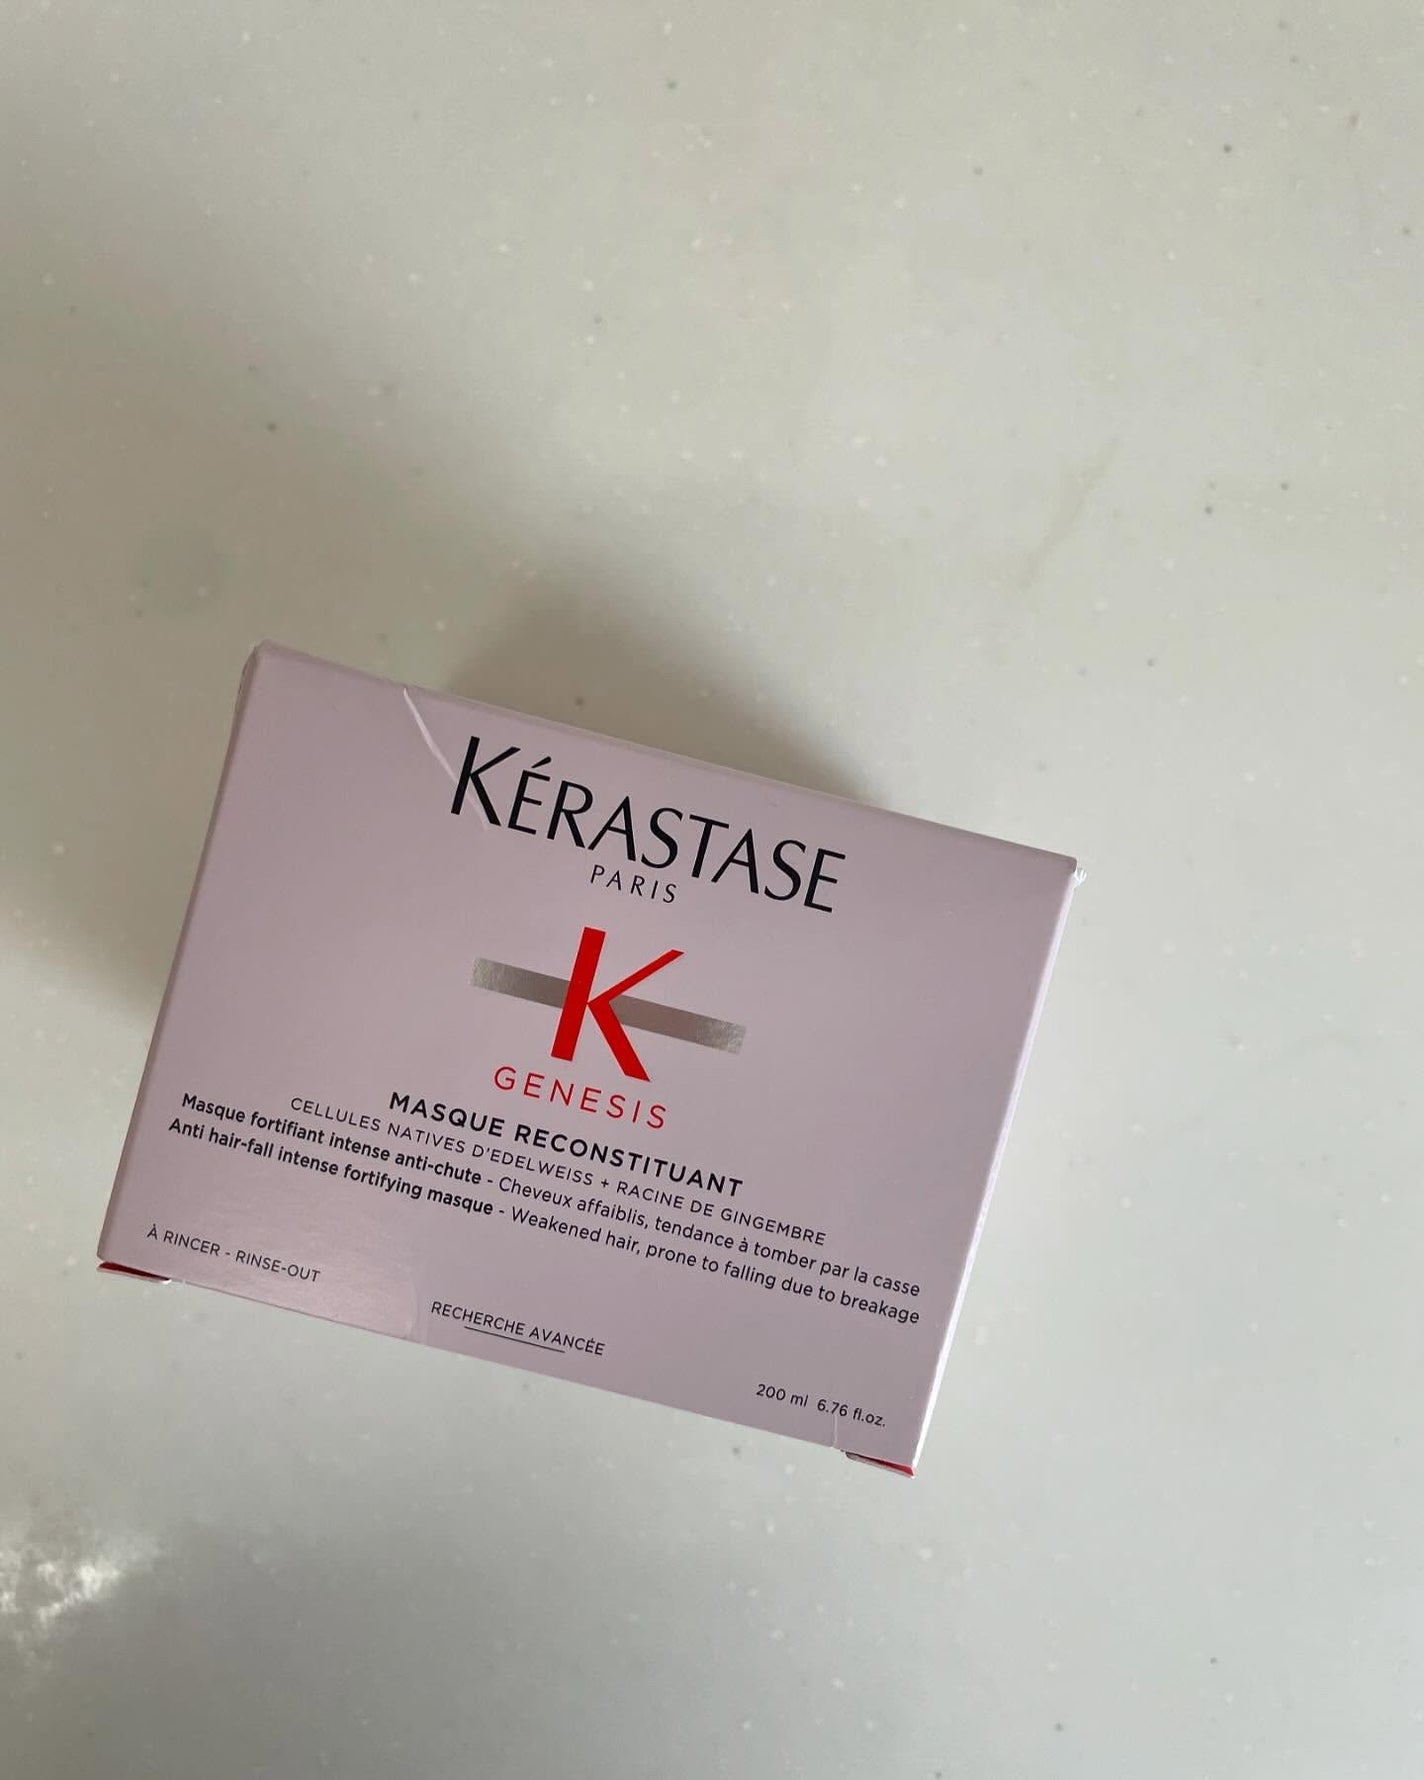 KÉRASTASE
PARIS
K
GENESIS
MASQUE RECONSTITUANT
CELLULES NATIVES D'EDELWEISS + RACINE DE GINGEMBRE
Masque fortifiant intense anti-chute - Cheveux affaiblis, tendance à tomber par la casse
Anti hair-fall intense fortifying masque - Weakened hair, prone to falling due to breakage
À RINCER - RINSE-OUT
RECHERCHE AVANCÉE
200 ml 6.76 fl.oz.